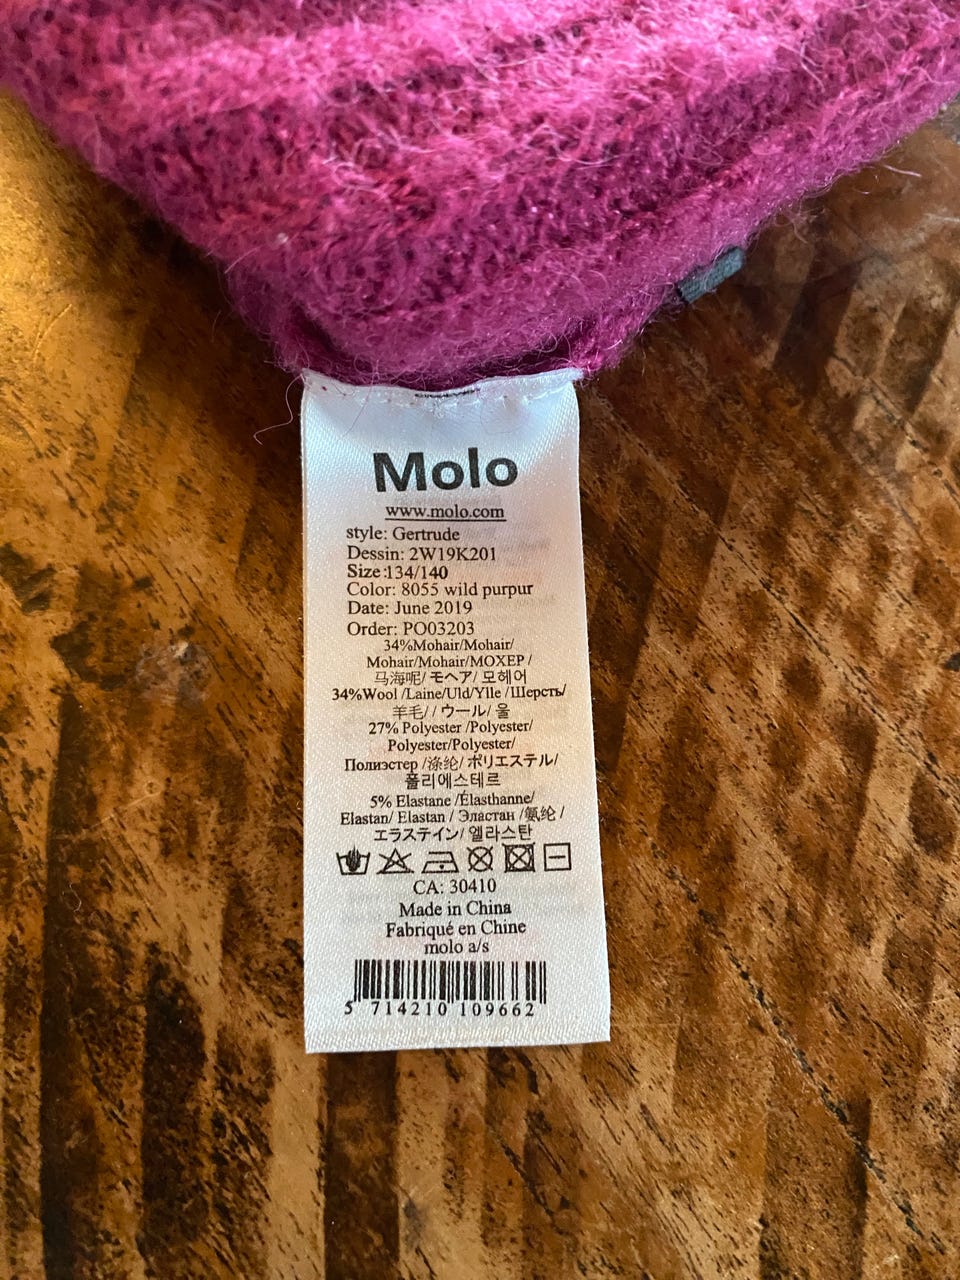 Molo
www.molo.com
style: Gertrude
Dessin: 2W19K201
Size:134/140
Color: 8055 wild purpur
Date: June 2019
Order: PO03203
34%Mohair/Mohair/
Mohair/Mohair/МОХЕР /
马海呢/ モヘア/ 모헤어
34%Wool /Laine/Uld/Ylle /Шерсть/
羊毛/ / ウール/ 울
27% Polyester /Polyester/
Polyester/Polyester/
Полиэстер /涤纶/ ポリエステル/
폴리에스테르
5% Elastane /Élasthanne/
Elastan/ Elastan / Эластан /氨纶 /
エラステイン/ 엘라스탄
CA: 30410
Made in China
Fabriqué en Chine
molo a/s
5 714210 109662